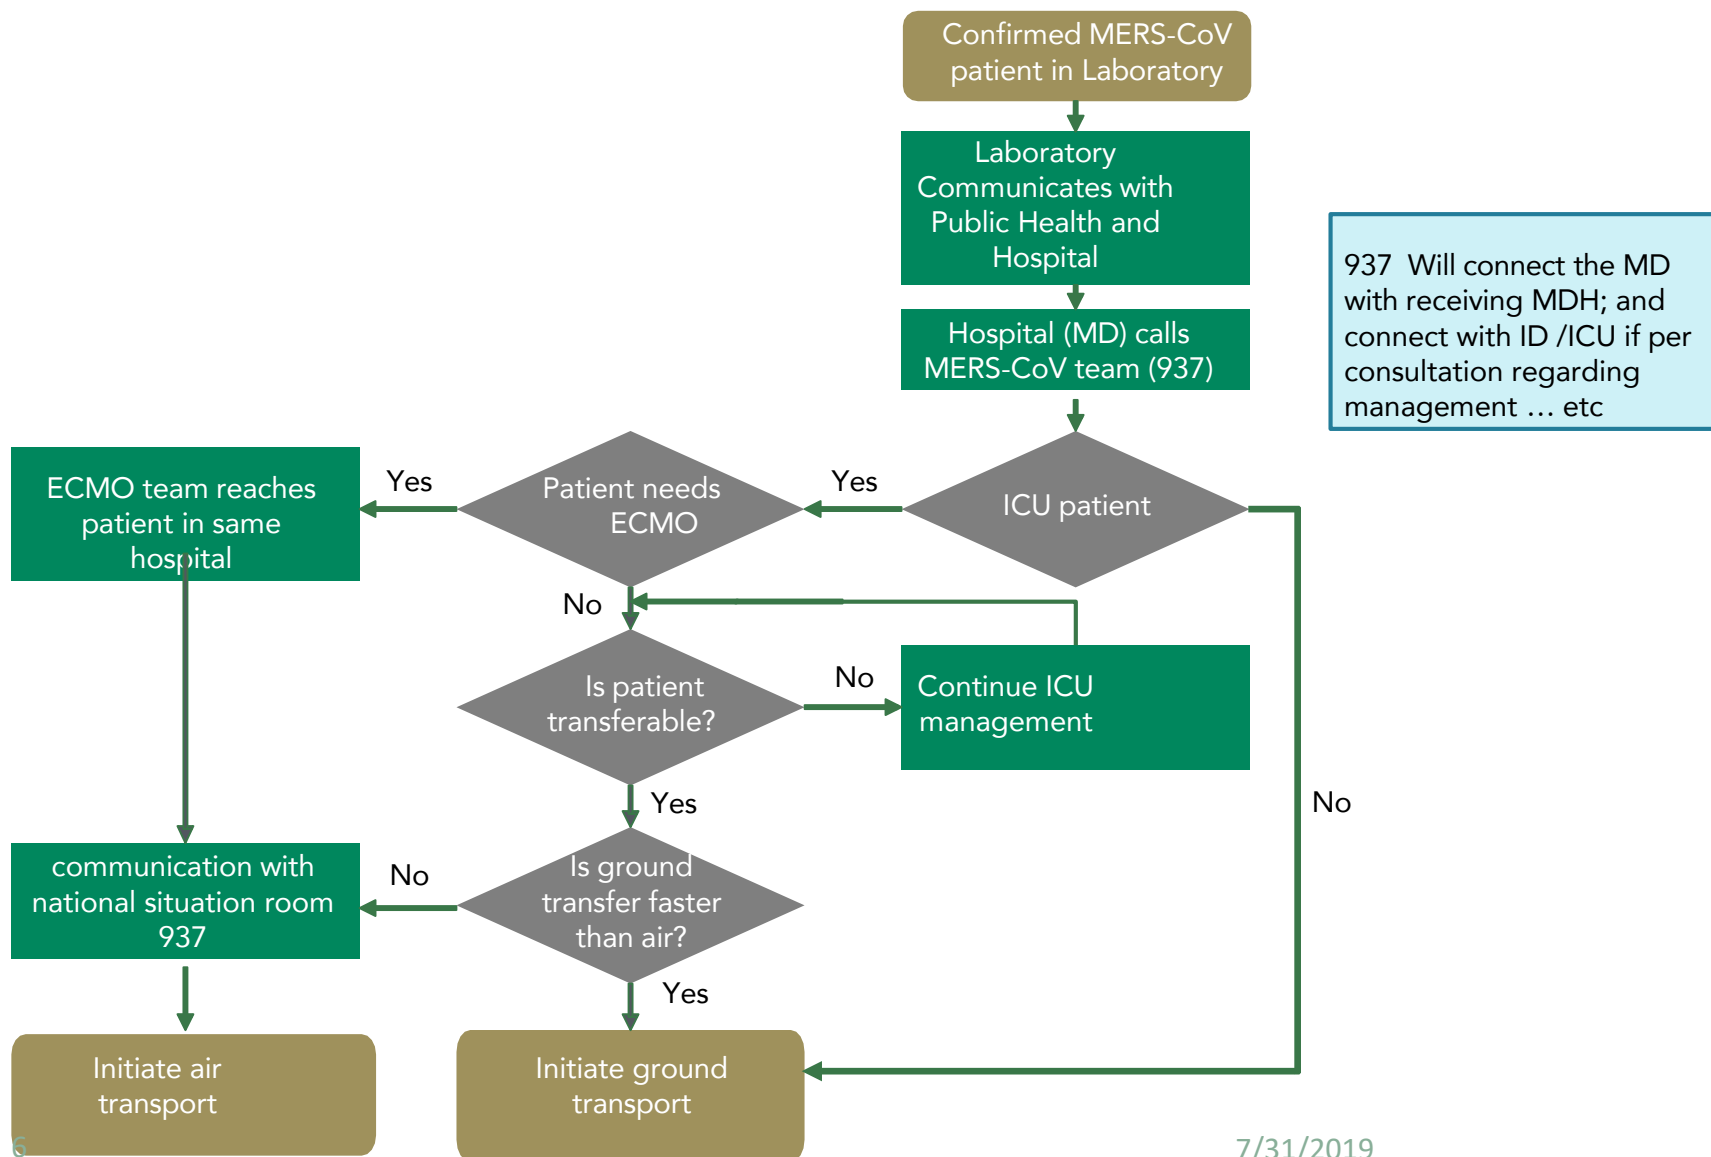 Confirmed MERS-CoV
patient in Laboratory
Laboratory
Communicates with
Public Health and
Hospital
937 Will connect the MD
with receiving MDH; and
connect with ID /ICU if per
consultation regarding
management … etc
Hospital (MD) calls
MERS-CoV team (937)
ICU patient
Yes
Patient needs
ECMO
Yes
ECMO team reaches
patient in same
hospital
No
Is patient
transferable?
No
Continue ICU
management
Yes
No
Is ground
transfer faster
than air?
No
communication with
national situation room
937
Yes
Initiate air
transport
Initiate ground
transport
6
7/31/2019